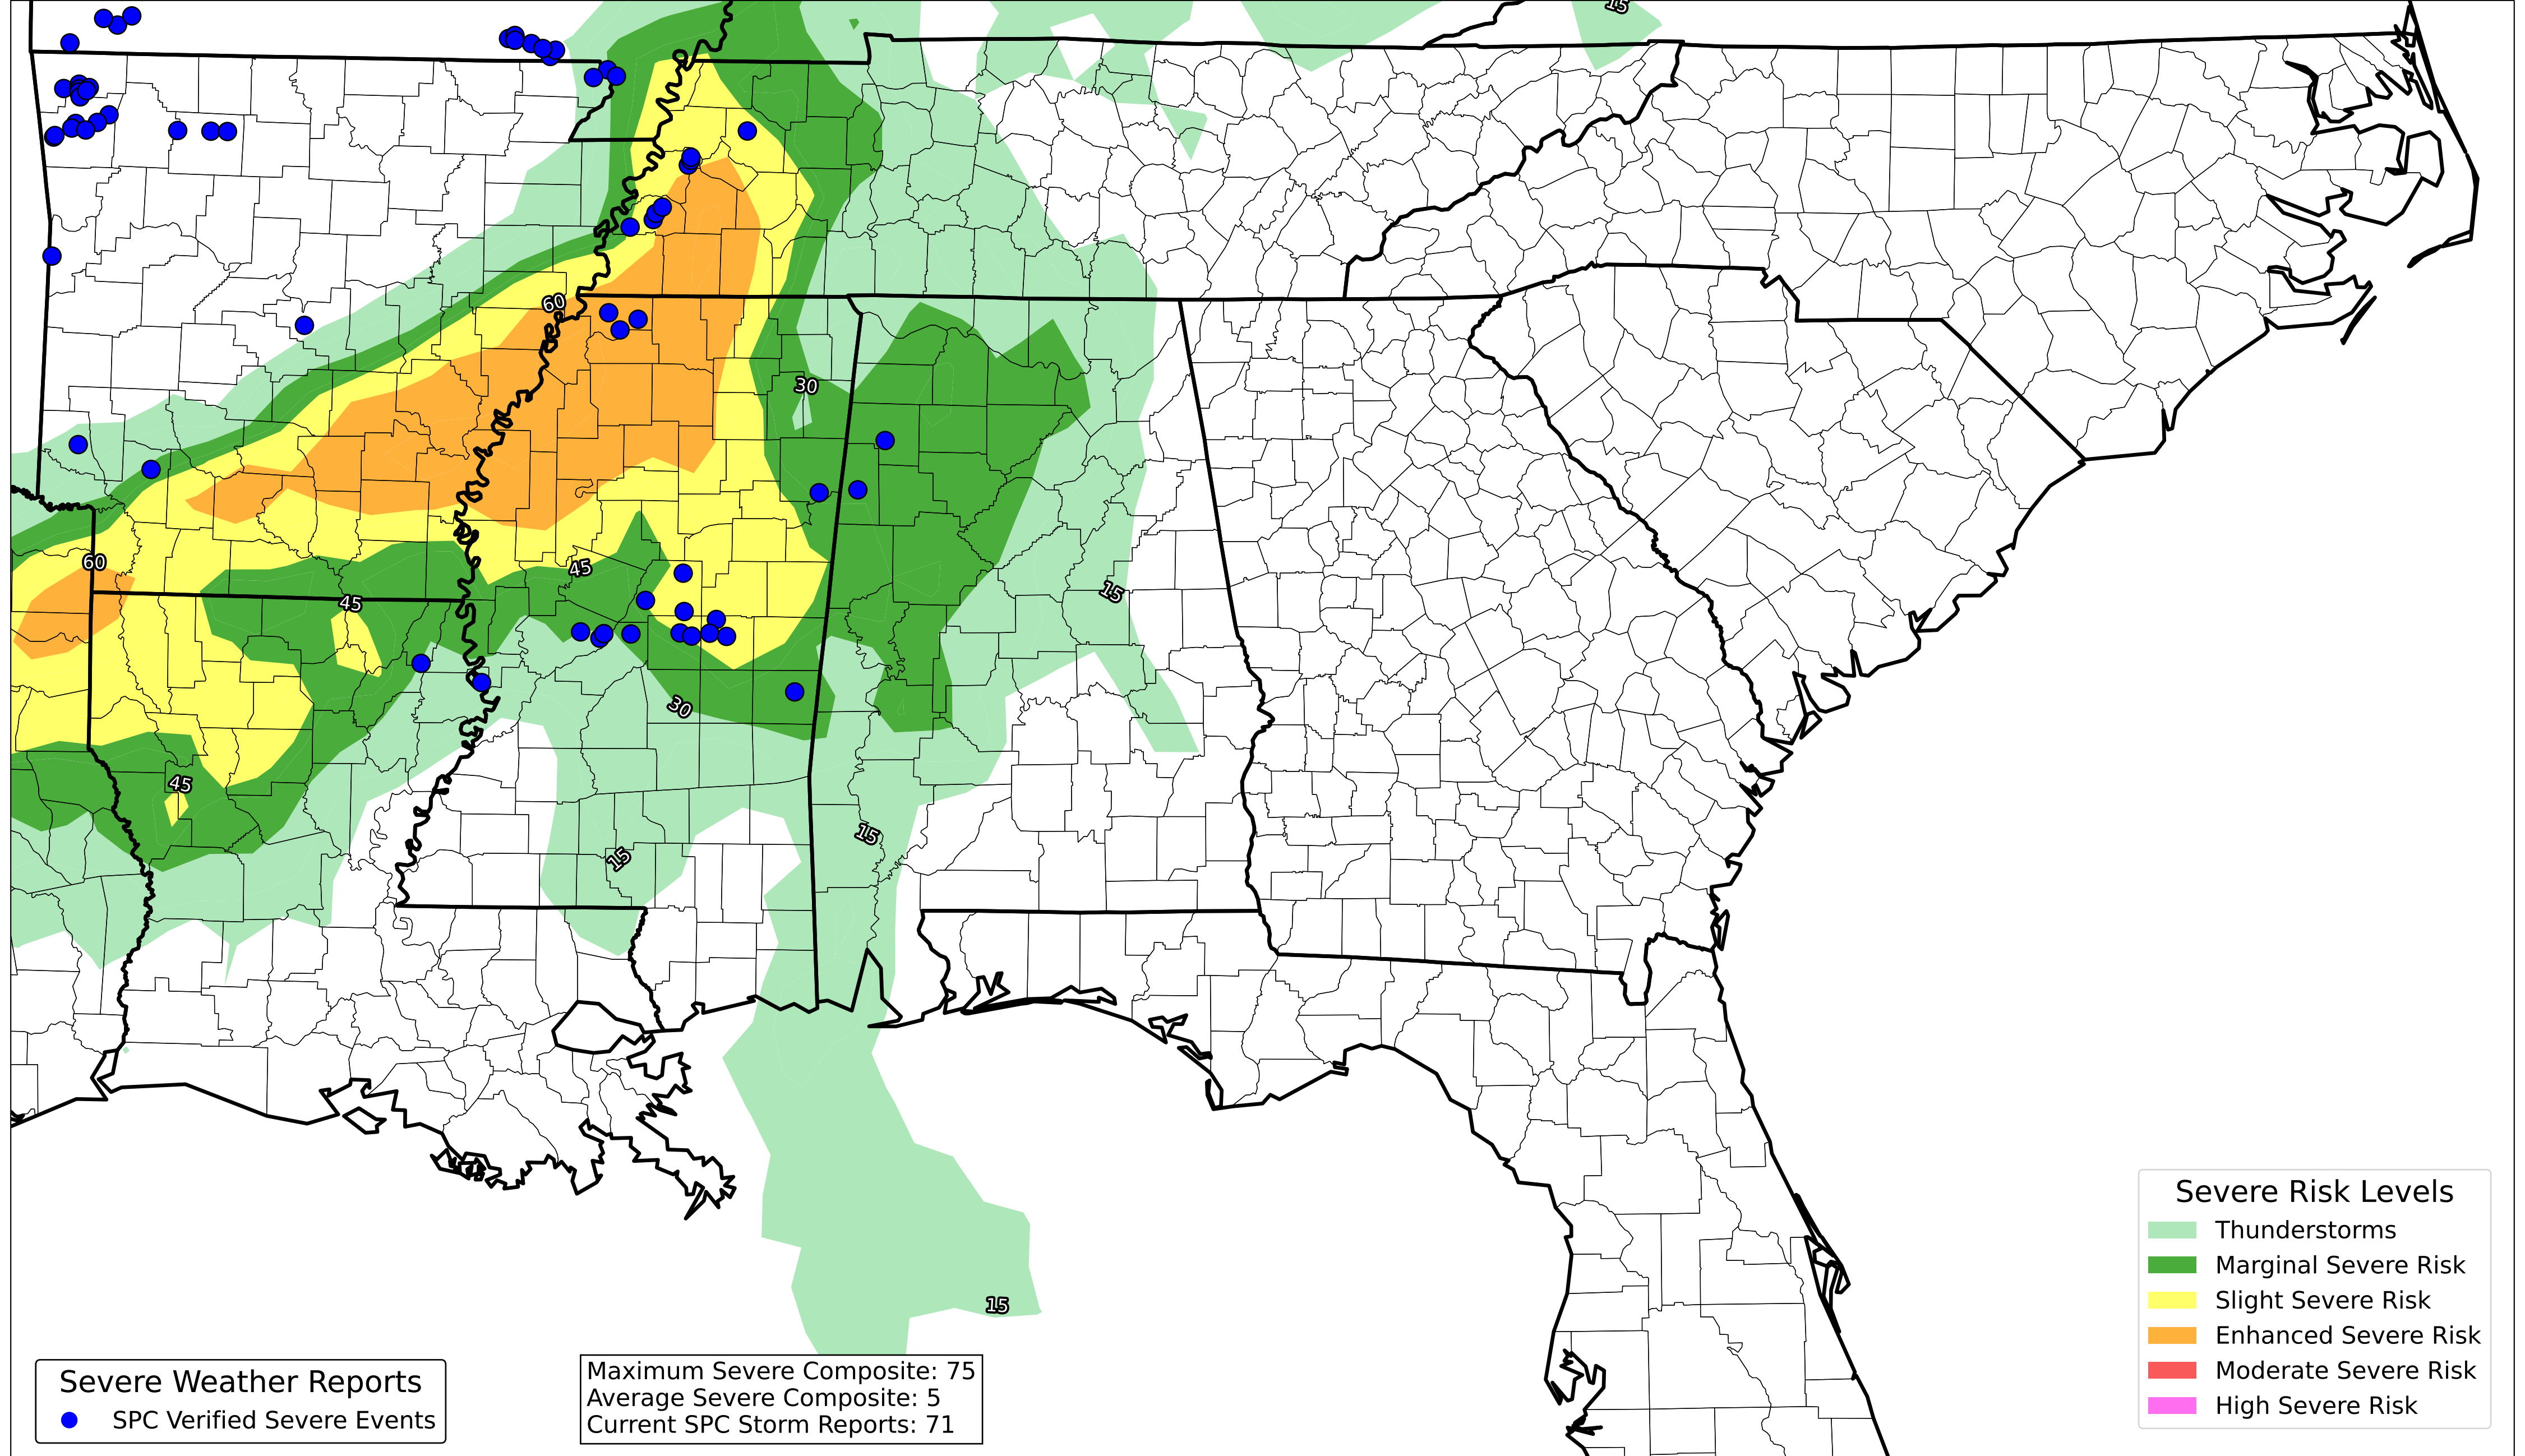 15
60
30
60
45
45
15
30
45
15
15
15
Severe Risk Levels
Thunderstorms
Marginal Severe Risk
Slight Severe Risk
Enhanced Severe Risk
Moderate Severe Risk
High Severe Risk
Severe Weather Reports
SPC Verified Severe Events
Maximum Severe Composite: 75
Average Severe Composite: 5
Current SPC Storm Reports: 71